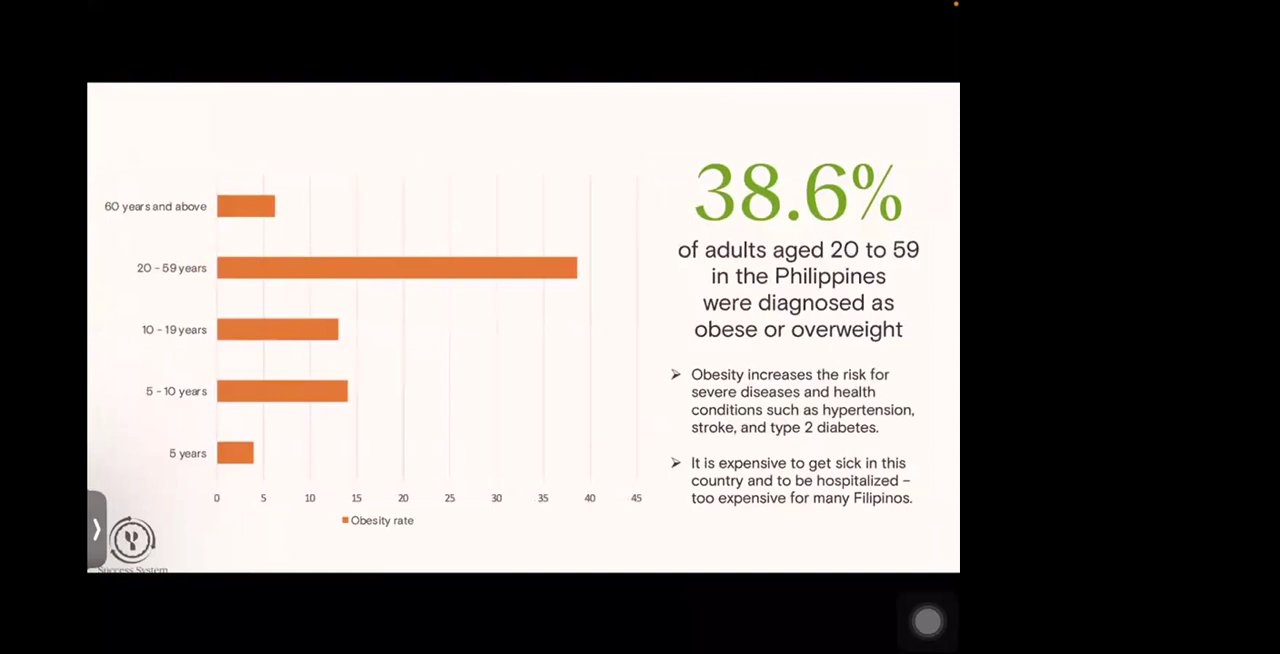 60 years and above
20 - 59 years
10 - 19 years
5 - 10 years
5 years
0 5 10 15 20 25 30 35 40 45
Obesity rate
38.6%
of adults aged 20 to 59
in the Philippines
were diagnosed as
obese or overweight
➢ Obesity increases the risk for
severe diseases and health
conditions such as hypertension,
stroke, and type 2 diabetes.
➢ It is expensive to get sick in this
country and to be hospitalized –
too expensive for many Filipinos.
Success System